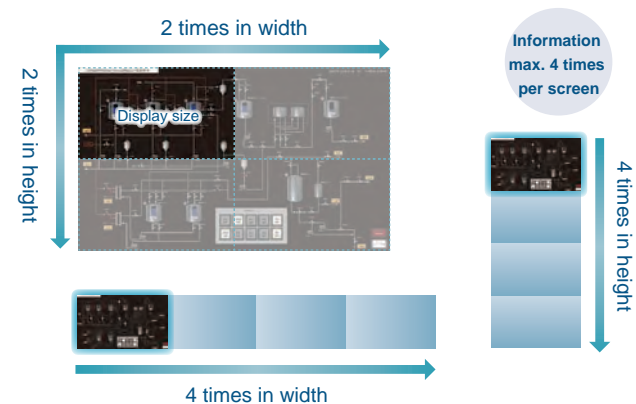 2 times in width
Information
max. 4 times
per screen
2 times in height
Display size
4 times in height
4 times in width